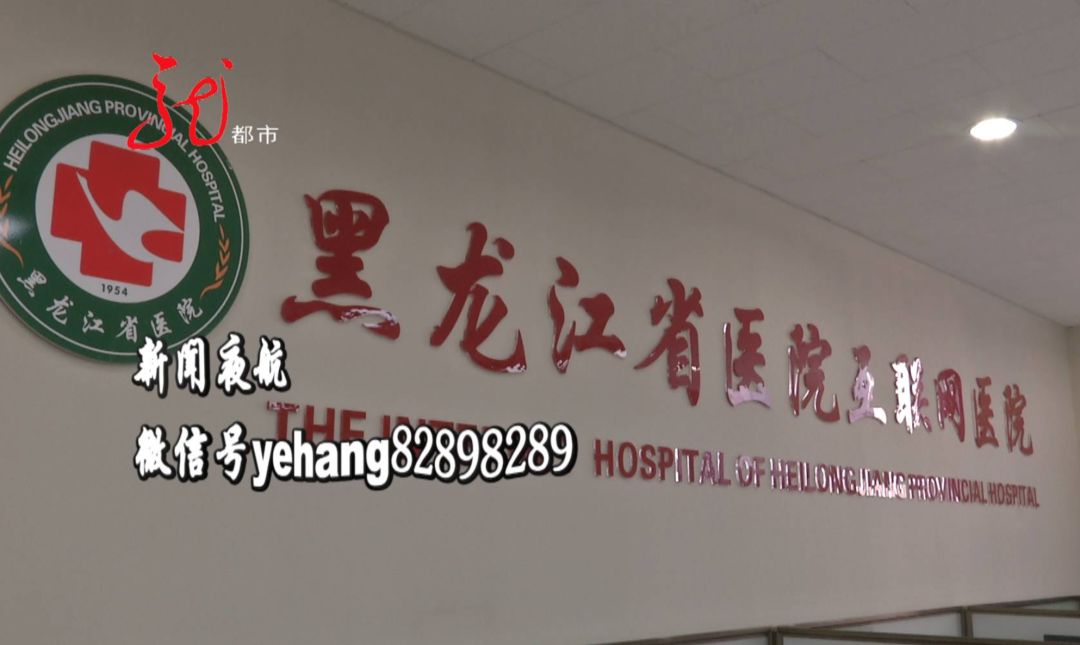 都市
HEILONGJIANG PROVINCIAL HOSPITAL
1954
黑龙江省医院
黑龙江省医院互联网医院
THE HOSPITAL OF HEILONGJIANG PROVINCIAL HOSPITAL
新闻夜航
微信号yehang82898289